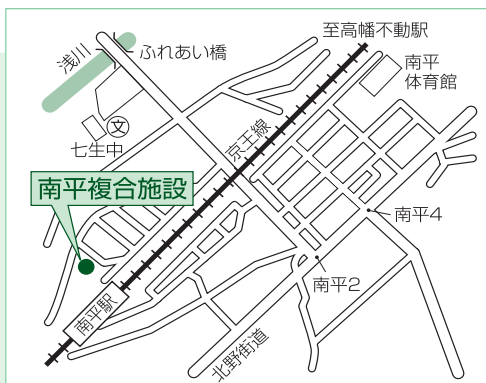 至高幡不動駅
浅川
ふれあい橋
南平
体育館
文
七生中
京王線
南平複合施設
南平4
南平2
南平駅
北野街道